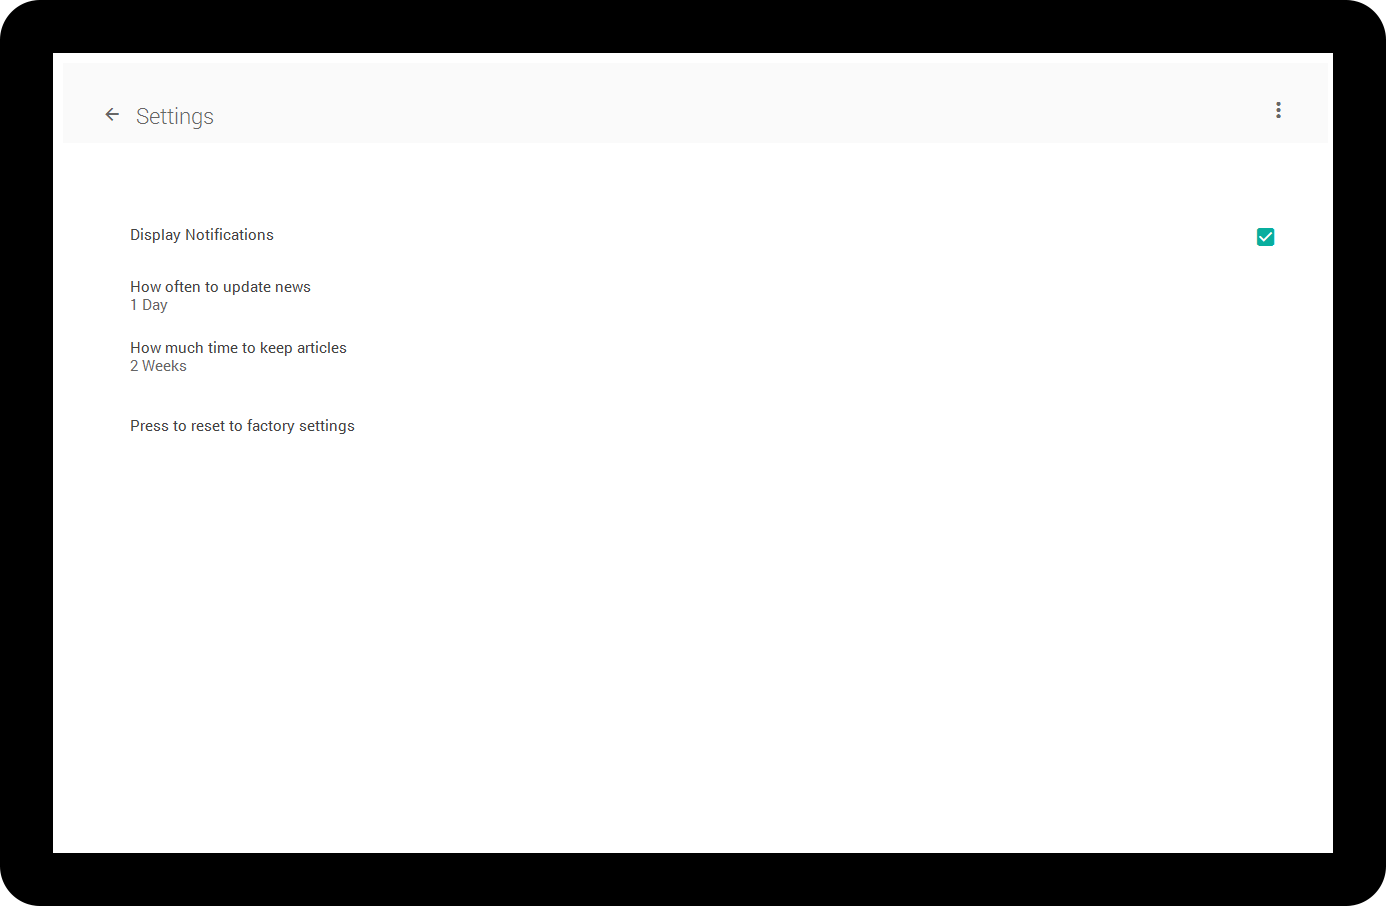 Settings
Display Notifications
How often to update news
1 Day
How much time to keep articles
2 Weeks
Press to reset to factory settings